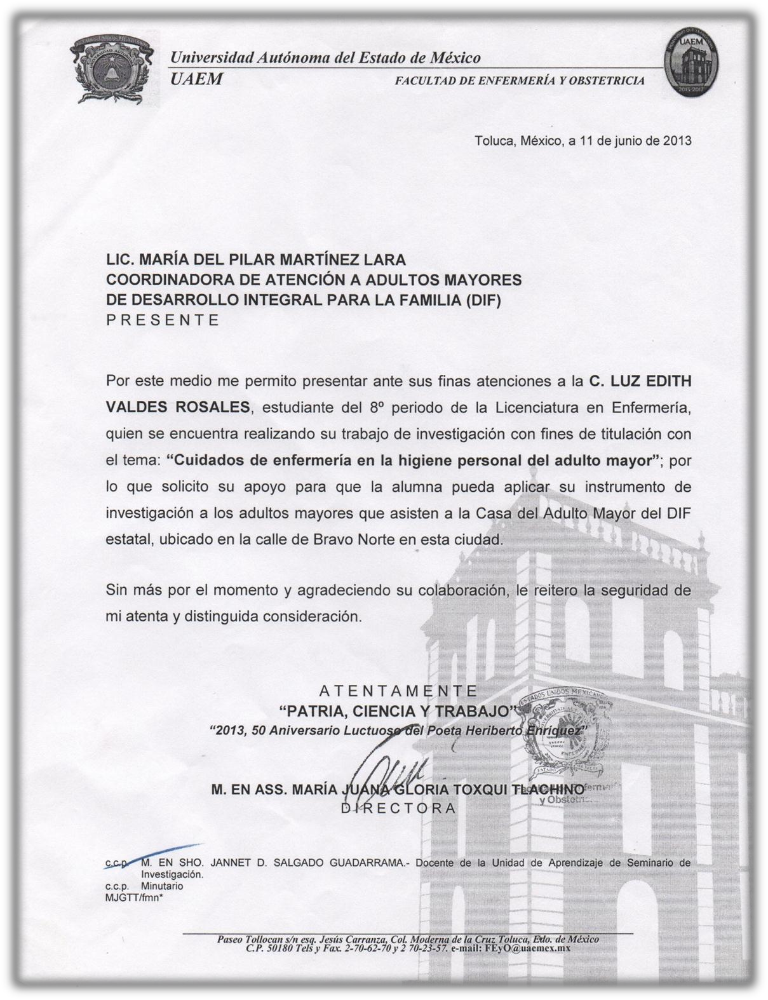 Universidad Autónoma del Estado de México
UAEM FACULTAD DE ENFERMERÍA Y OBSTETRICIA
UAEM
2013-2017
Toluca, México, a 11 de junio de 2013
LIC. MARÍA DEL PILAR MARTÍNEZ LARA
COORDINADORA DE ATENCIÓN A ADULTOS MAYORES
DE DESARROLLO INTEGRAL PARA LA FAMILIA (DIF)
P R E S E N T E
Por este medio me permito presentar ante sus finas atenciones a la C. LUZ EDITH
VALDES ROSALES, estudiante del 8º periodo de la Licenciatura en Enfermería,
quien se encuentra realizando su trabajo de investigación con fines de titulación con
el tema: “Cuidados de enfermería en la higiene personal del adulto mayor”; por
lo que solicito su apoyo para que la alumna pueda aplicar su instrumento de
investigación a los adultos mayores que asisten a la Casa del Adulto Mayor del DIF
estatal, ubicado en la calle de Bravo Norte en esta ciudad.
Sin más por el momento y agradeciendo su colaboración, le reitero la seguridad de
mi atenta y distinguida consideración.
A T E N T A M E N T E
“PATRIA, CIENCIA Y TRABAJO”
“2013, 50 Aniversario Luctuoso del Poeta Heriberto Enríquez”
ESTADOS UNIDOS MEXICANOS
M. EN ASS. MARÍA JUANA GLORIA TOXQUI TLACHINO
D I R E C T O R A
Facultad de Enfermería
y Obstetri
c.c.p. M. EN SHO. JANNET D. SALGADO GUADARRAMA.- Docente de la Unidad de Aprendizaje de Seminario de
Investigación.
c.c.p. Minutario
MJGTT/fmn*
Paseo Tollocan s/n esq. Jesús Carranza, Col. Moderna de la Cruz Toluca, Edo. de México
C.P. 50180 Tels y Fax. 2-70-62-70 y 2 70-23-57. e-mail: FEyO@uaemex.mx